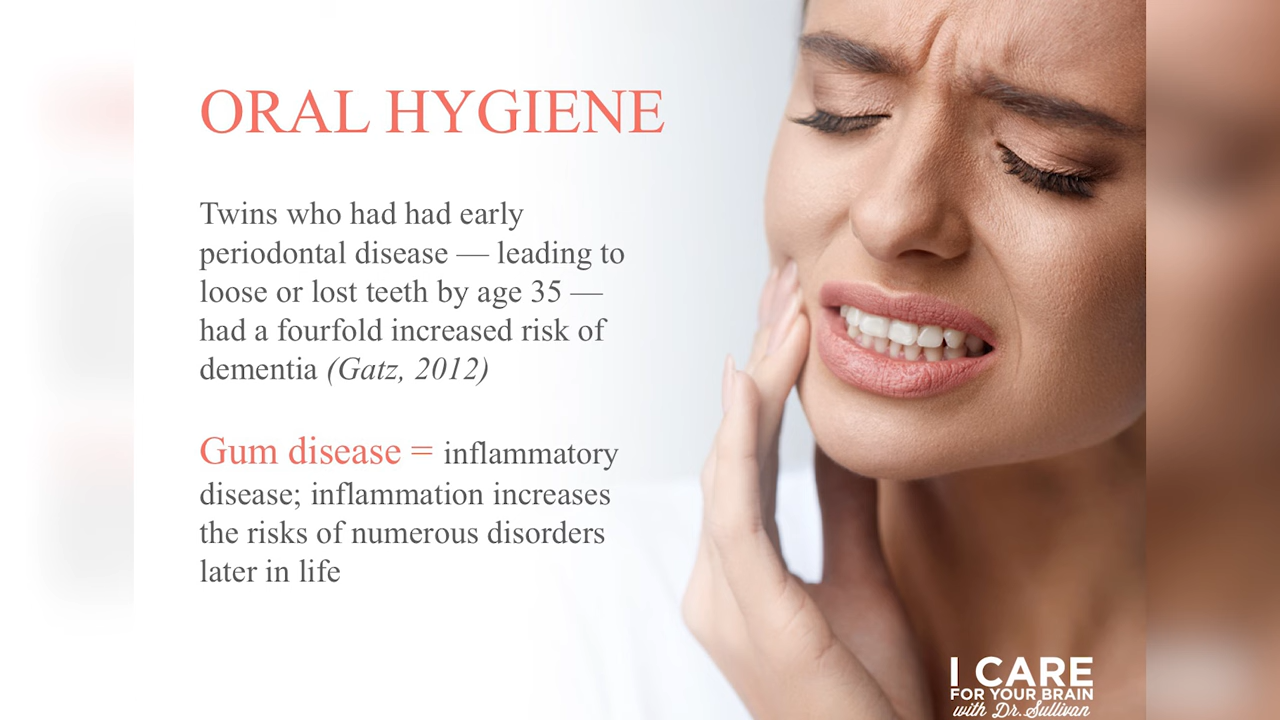 ORAL HYGIENE
Twins who had had early
periodontal disease — leading to
loose or lost teeth by age 35 —
had a fourfold increased risk of
dementia (Gatz, 2012)
Gum disease = inflammatory
disease; inflammation increases
the risks of numerous disorders
later in life
I CARE
FOR YOUR BRAIN
with Dr. Sullivan